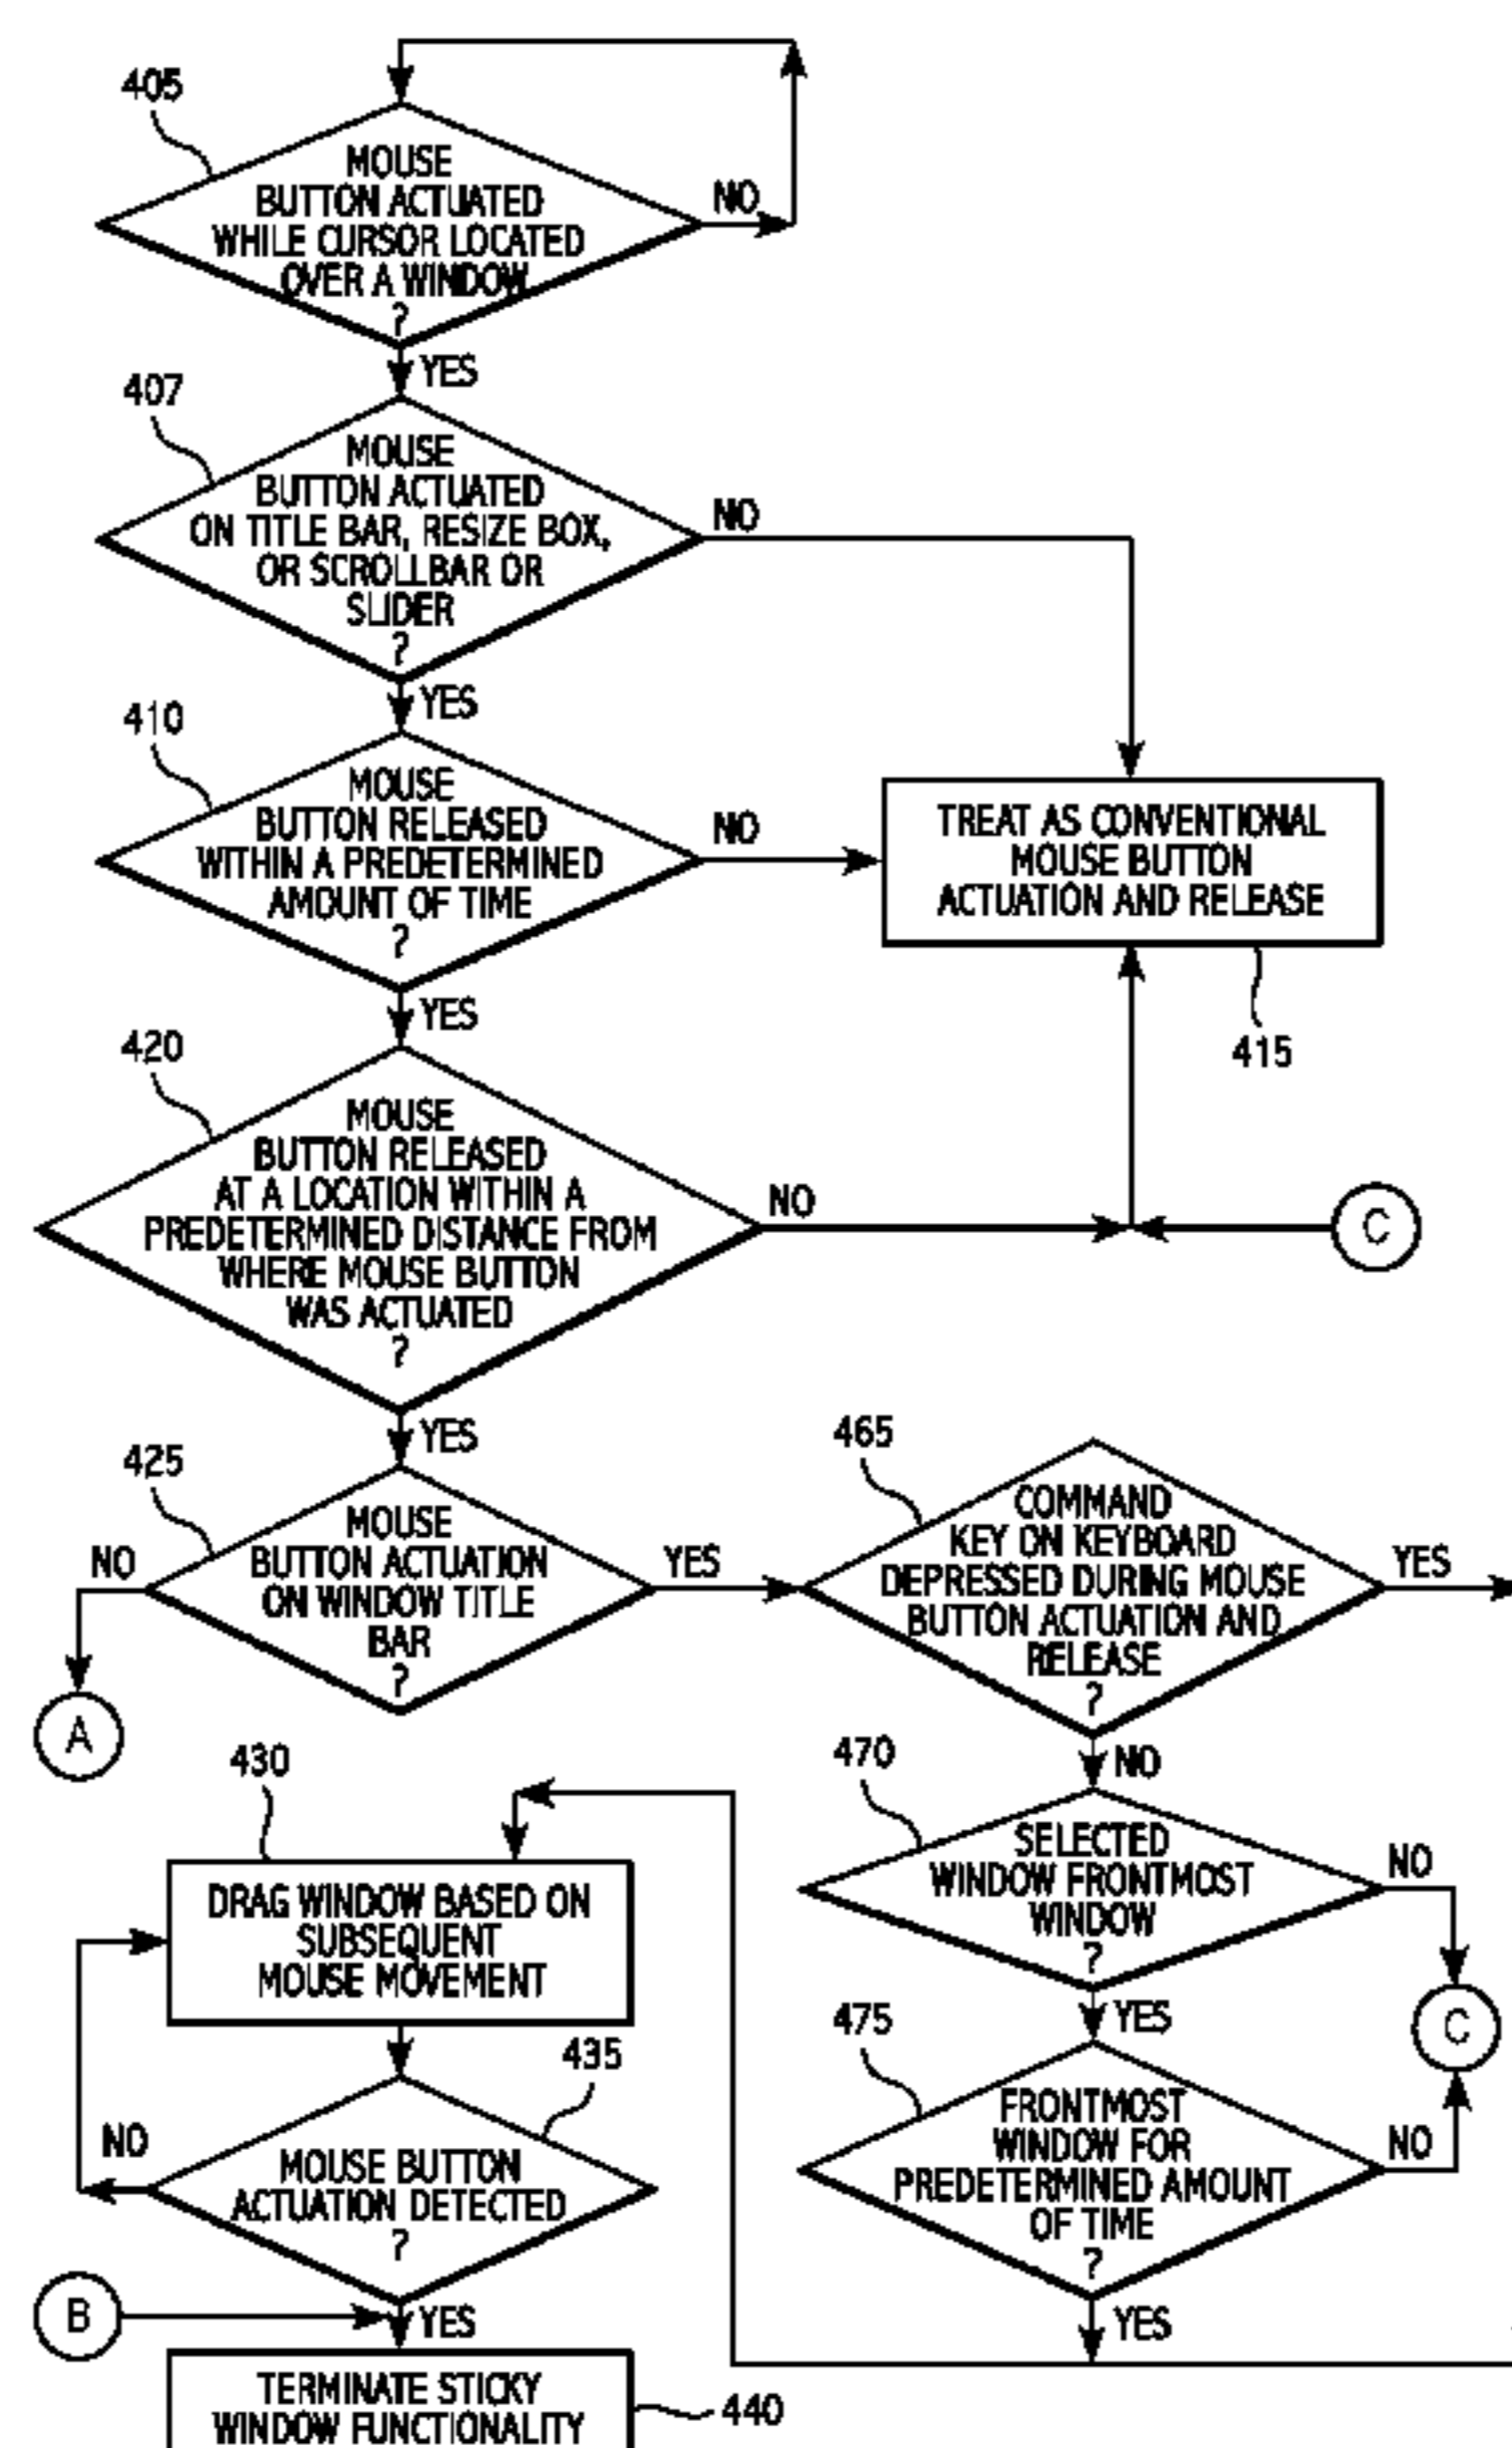 405
MOUSE
BUTTON ACTUATED
WHILE CURSOR LOCATED
OVER A WINDOW
?
NO
YES
407
MOUSE
BUTTON ACTUATED
ON TITLE BAR, RESIZE BOX,
OR SCROLLBAR OR
SLIDER
?
NO
YES
410
MOUSE
BUTTON RELEASED
WITHIN A PREDETERMINED
AMOUNT OF TIME
?
NO
YES
TREAT AS CONVENTIONAL
MOUSE BUTTON
ACTUATION AND RELEASE
415
420
MOUSE
BUTTON RELEASED
AT A LOCATION WITHIN A
PREDETERMINED DISTANCE FROM
WHERE MOUSE BUTTON
WAS ACTUATED
?
NO
C
YES
425
MOUSE
BUTTON ACTUATION
ON WINDOW TITLE
BAR
?
NO
A
YES
465
COMMAND
KEY ON KEYBOARD
DEPRESSED DURING MOUSE
BUTTON ACTUATION AND
RELEASE
?
YES
NO
470
SELECTED
WINDOW FRONTMOST
WINDOW
?
NO
C
YES
475
FRONTMOST
WINDOW FOR
PREDETERMINED AMOUNT
OF TIME
?
NO
YES
430
DRAG WINDOW BASED ON
SUBSEQUENT
MOUSE MOVEMENT
435
MOUSE BUTTON
ACTUATION DETECTED
?
NO
B
YES
TERMINATE STICKY
WINDOW FUNCTIONALITY
440